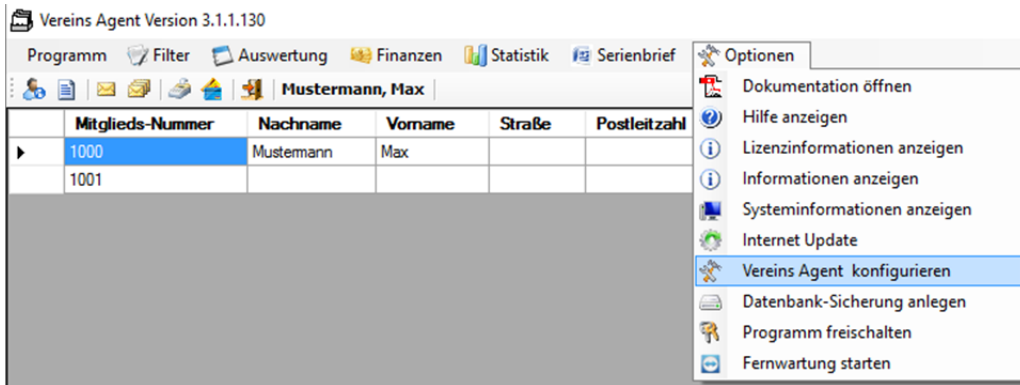 Vereins Agent Version 3.1.1.130
Programm Filter Auswertung Finanzen Statistik Serienbrief Optionen
Mustermann, Max
Mitglieds-Nummer Nachname Vorname Straße Postleitzahl
1000 Mustermann Max
1001
Dokumentation öffnen
Hilfe anzeigen
Lizenzinformationen anzeigen
Informationen anzeigen
Systeminformationen anzeigen
Internet Update
Vereins Agent konfigurieren
Datenbank-Sicherung anlegen
Programm freischalten
Fernwartung starten